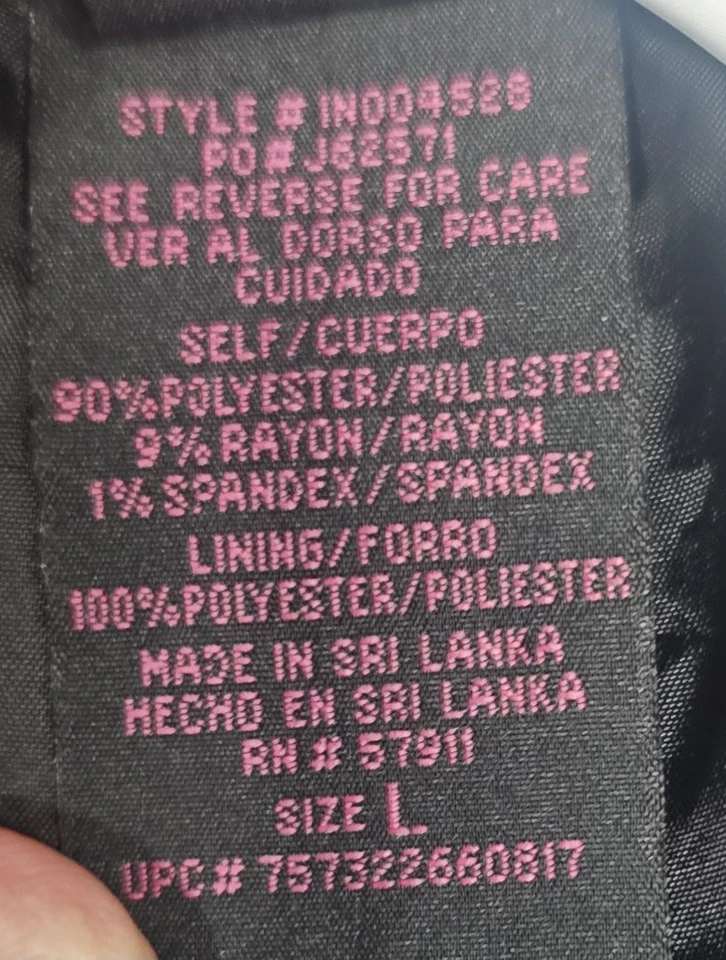 STYLE # IN004528
PO#J62571
SEE REVERSE FOR CARE
VER AL DORSO PARA
CUIDADO
SELF/CUERPO
90%POLYESTER/POLIESTER
9%RAYON/RAYON
1%SPANDEX/SPANDEX
LINING/FORRO
100%POLYESTER/POLIESTER
MADE IN SRI LANKA
HECHO EN SRI LANKA
RN # 57911
SIZE L
UPC# 757322660817